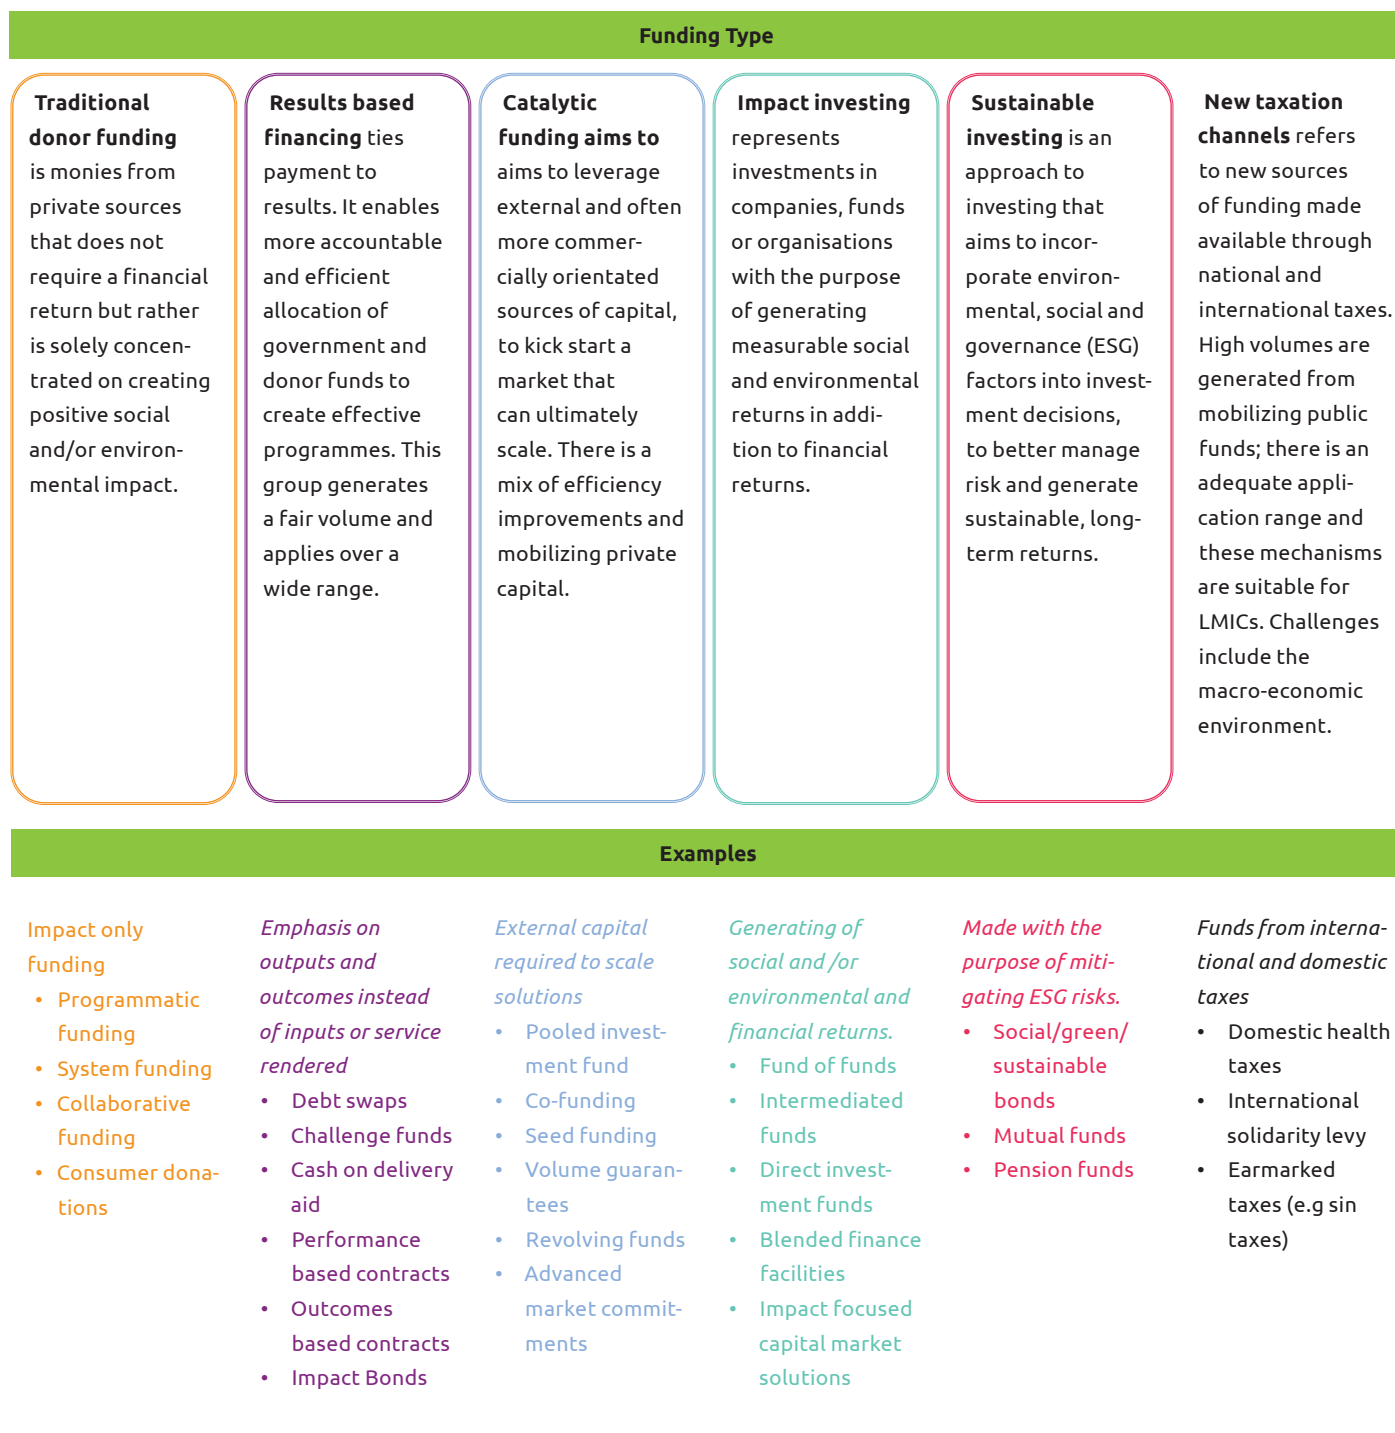 Funding Type
Traditional
donor funding
is monies from
private sources
that does not
require a financial
return but rather
is solely concen-
trated on creating
positive social
and/or environ-
mental impact.
Results based
financing ties
payment to
results. It enables
more accountable
and efficient
allocation of
government and
donor funds to
create effective
programmes. This
group generates
a fair volume and
applies over a
wide range.
Catalytic
funding aims to
aims to leverage
external and often
more commer-
cially orientated
sources of capital,
to kick start a
market that
can ultimately
scale. There is a
mix of efficiency
improvements and
mobilizing private
capital.
Impact investing
represents
investments in
companies, funds
or organisations
with the purpose
of generating
measurable social
and environmental
returns in addi-
tion to financial
returns.
Sustainable
investing is an
approach to
investing that
aims to incor-
porate environ-
mental, social and
governance (ESG)
factors into invest-
ment decisions,
to better manage
risk and generate
sustainable, long-
term returns.
New taxation
channels refers
to new sources
of funding made
available through
national and
international taxes.
High volumes are
generated from
mobilizing public
funds; there is an
adequate appli-
cation range and
these mechanisms
are suitable for
LMICs. Challenges
include the
macro-economic
environment.
Examples
Impact only
funding
• Programmatic
funding
• System funding
• Collaborative
funding
• Consumer dona-
tions
Emphasis on
outputs and
outcomes instead
of inputs or service
rendered
• Debt swaps
• Challenge funds
• Cash on delivery
aid
• Performance
based contracts
• Outcomes
based contracts
• Impact Bonds
External capital
required to scale
solutions
• Pooled invest-
ment fund
• Co-funding
• Seed funding
• Volume guaran-
tees
• Revolving funds
• Advanced
market commit-
ments
Generating of
social and /or
environmental and
financial returns.
• Fund of funds
• Intermediated
funds
• Direct invest-
ment funds
• Blended finance
facilities
• Impact focused
capital market
solutions
Made with the
purpose of miti-
gating ESG risks.
• Social/green/
sustainable
bonds
• Mutual funds
• Pension funds
Funds from interna-
tional and domestic
taxes
• Domestic health
taxes
• International
solidarity levy
• Earmarked
taxes (e.g sin
taxes)